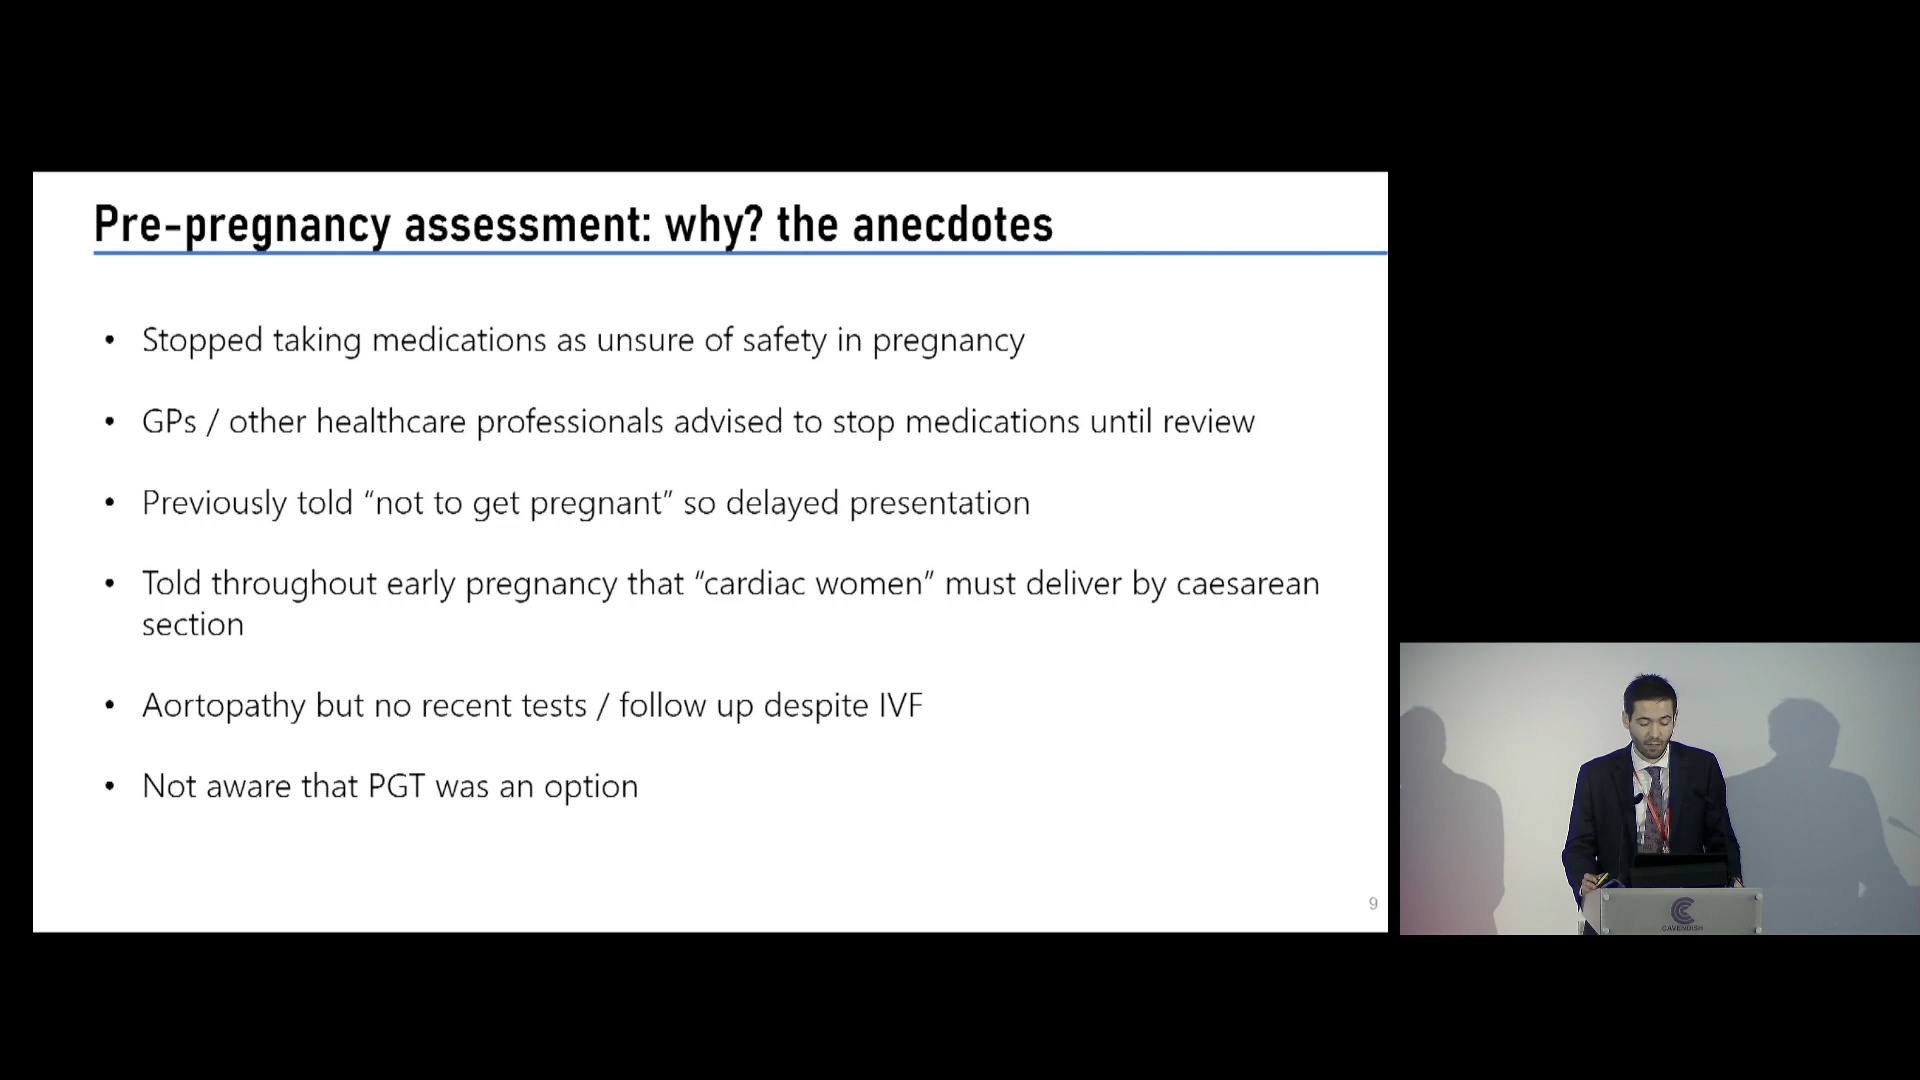 Pre-pregnancy assessment: why? the anecdotes
• Stopped taking medications as unsure of safety in pregnancy
• GPs / other healthcare professionals advised to stop medications until review
• Previously told “not to get pregnant” so delayed presentation
• Told throughout early pregnancy that “cardiac women” must deliver by caesarean
section
• Aortopathy but no recent tests / follow up despite IVF
• Not aware that PGT was an option
9
CAVENDISH